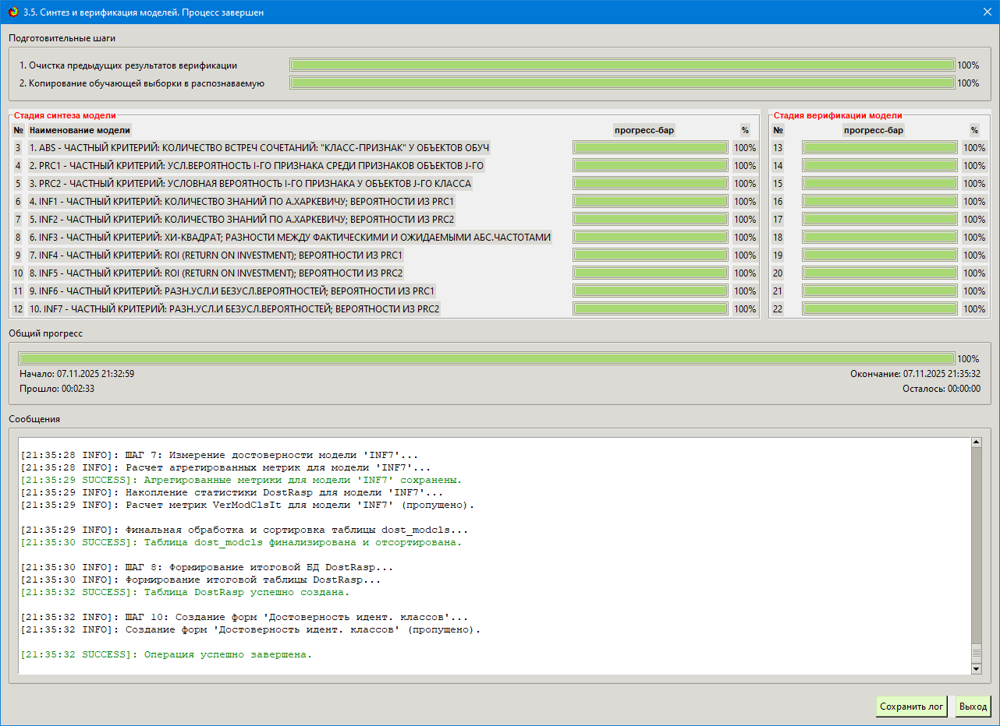 3.5. Синтез и верификация моделей. Процесс завершен
Подготовительные шаги
1. Очистка предыдущих результатов верификации 100%
2. Копирование обучающей выборки в распознаваемую 100%
Стадия синтеза модели
№ Наименование модели прогресс-бар %
3 1. ABS - ЧАСТНЫЙ КРИТЕРИЙ: КОЛИЧЕСТВО ВСТРЕЧ СОЧЕТАНИЙ: "КЛАСС-ПРИЗНАК" У ОБЪЕКТОВ ОБУЧ 100%
4 2. PRC1 - ЧАСТНЫЙ КРИТЕРИЙ: УСЛ.ВЕРОЯТНОСТЬ I-ГО ПРИЗНАКА СРЕДИ ПРИЗНАКОВ ОБЪЕКТОВ J-ГО 100%
5 3. PRC2 - ЧАСТНЫЙ КРИТЕРИЙ: УСЛОВНАЯ ВЕРОЯТНОСТЬ I-ГО ПРИЗНАКА У ОБЪЕКТОВ J-ГО КЛАССА 100%
6 4. INF1 - ЧАСТНЫЙ КРИТЕРИЙ: КОЛИЧЕСТВО ЗНАНИЙ ПО А.ХАРКЕВИЧУ; ВЕРОЯТНОСТИ ИЗ PRC1 100%
7 5. INF2 - ЧАСТНЫЙ КРИТЕРИЙ: КОЛИЧЕСТВО ЗНАНИЙ ПО А.ХАРКЕВИЧУ; ВЕРОЯТНОСТИ ИЗ PRC2 100%
8 6. INF3 - ЧАСТНЫЙ КРИТЕРИЙ: ХИ-КВАДРАТ; РАЗНОСТИ МЕЖДУ ФАКТИЧЕСКИМИ И ОЖИДАЕМЫМИ АБС.ЧАСТОТАМИ 100%
9 7. INF4 - ЧАСТНЫЙ КРИТЕРИЙ: ROI (RETURN ON INVESTMENT); ВЕРОЯТНОСТИ ИЗ PRC1 100%
10 8. INF5 - ЧАСТНЫЙ КРИТЕРИЙ: ROI (RETURN ON INVESTMENT); ВЕРОЯТНОСТИ ИЗ PRC2 100%
11 9. INF6 - ЧАСТНЫЙ КРИТЕРИЙ: РАЗН.УСЛ.И БЕЗУСЛ.ВЕРОЯТНОСТЕЙ; ВЕРОЯТНОСТИ ИЗ PRC1 100%
12 10. INF7 - ЧАСТНЫЙ КРИТЕРИЙ: РАЗН.УСЛ.И БЕЗУСЛ.ВЕРОЯТНОСТЕЙ; ВЕРОЯТНОСТИ ИЗ PRC2 100%
Стадия верификации модели
№ прогресс-бар %
13 100%
14 100%
15 100%
16 100%
17 100%
18 100%
19 100%
20 100%
21 100%
22 100%
Общий прогресс
100%
Начало: 07.11.2025 21:32:59 Окончание: 07.11.2025 21:35:32
Прошло: 00:02:33 Осталось: 00:00:00
Сообщения
[21:35:28 INFO]: ШАГ 7: Измерение достоверности модели 'INF7'...
[21:35:28 INFO]: Расчет агрегированных метрик для модели 'INF7'...
[21:35:29 SUCCESS]: Агрегированные метрики для модели 'INF7' сохранены.
[21:35:29 INFO]: Накопление статистики DostRasp для модели 'INF7'...
[21:35:29 INFO]: Расчет метрик VerModClsIt для модели 'INF7' (пропущено).
[21:35:29 INFO]: Финальная обработка и сортировка таблицы dost_modcls...
[21:35:30 SUCCESS]: Таблица dost_modcls финализирована и отсортирована.
[21:35:30 INFO]: ШАГ 8: Формирование итоговой БД DostRasp...
[21:35:30 INFO]: Формирование итоговой таблицы DostRasp...
[21:35:32 SUCCESS]: Таблица DostRasp успешно создана.
[21:35:32 INFO]: ШАГ 10: Создание форм 'Достоверность идент. классов'...
[21:35:32 INFO]: Создание форм 'Достоверность идент. классов' (пропущено).
[21:35:32 SUCCESS]: Операция успешно завершена.
Сохранить лог Выход